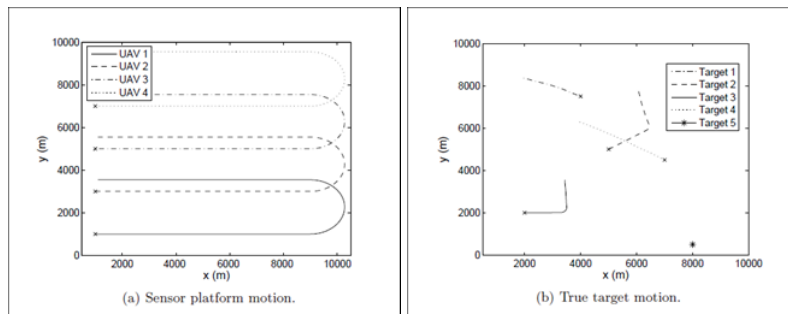 10000
8000
6000
4000
2000
0
y (m)
UAV 1
UAV 2
UAV 3
UAV 4
2000 4000 6000 8000 10000
x (m)
(a) Sensor platform motion.
10000
8000
6000
4000
2000
0
y (m)
Target 1
Target 2
Target 3
Target 4
Target 5
2000 4000 6000 8000 10000
x (m)
(b) True target motion.